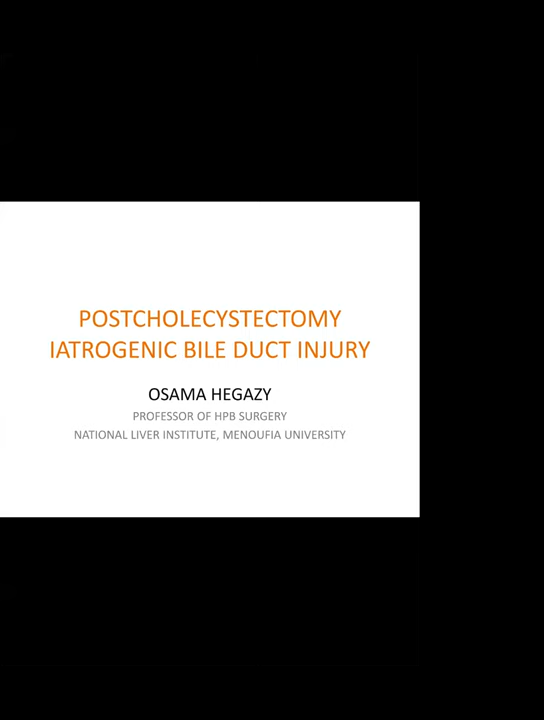 POSTCHOLECYSTECTOMY
IATROGENIC BILE DUCT INJURY
OSAMA HEGAZY
PROFESSOR OF HPB SURGERY
NATIONAL LIVER INSTITUTE, MENOUFIA UNIVERSITY